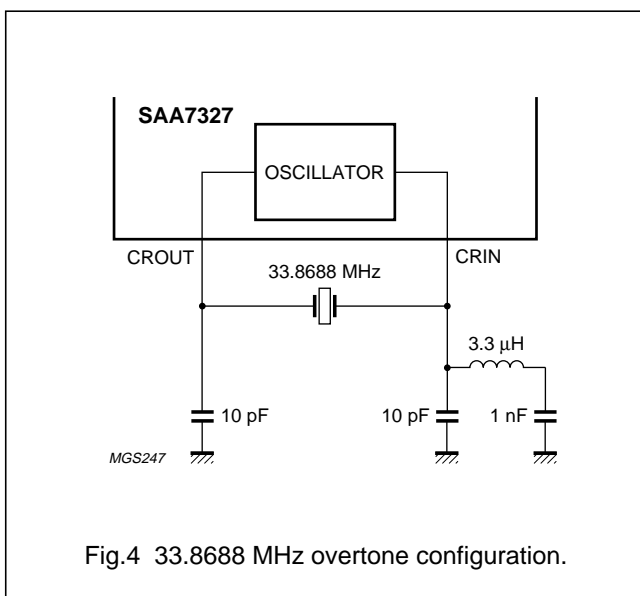 SAA7327
OSCILLATOR
CROUT
CRIN
33.8688 MHz
3.3 μH
10 pF
10 pF
1 nF
MGS247
Fig.4 33.8688 MHz overtone configuration.